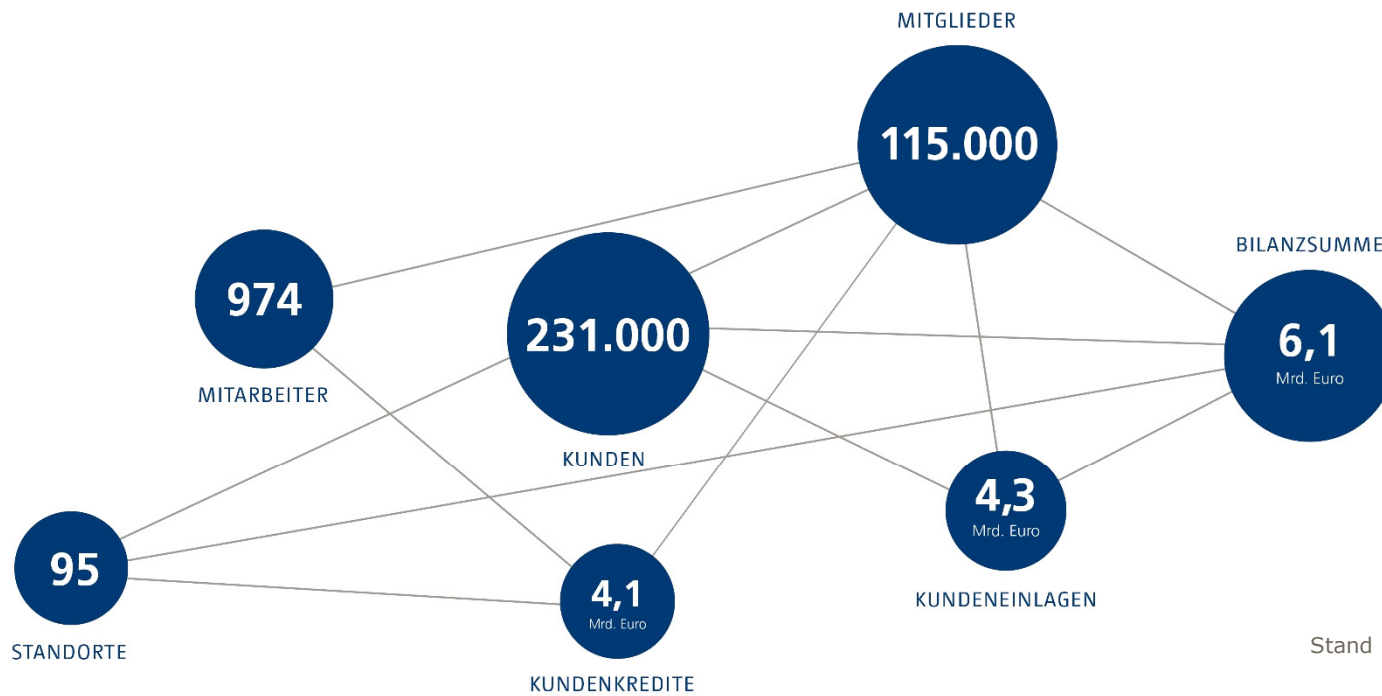 MITGLIEDER
115.000
BILANZSUMME
6,1
Mrd. Euro
974
MITARBEITER
231.000
KUNDEN
4,3
Mrd. Euro
KUNDENEINLAGEN
95
STANDORTE
4,1
Mrd. Euro
KUNDENKREDITE
Stand